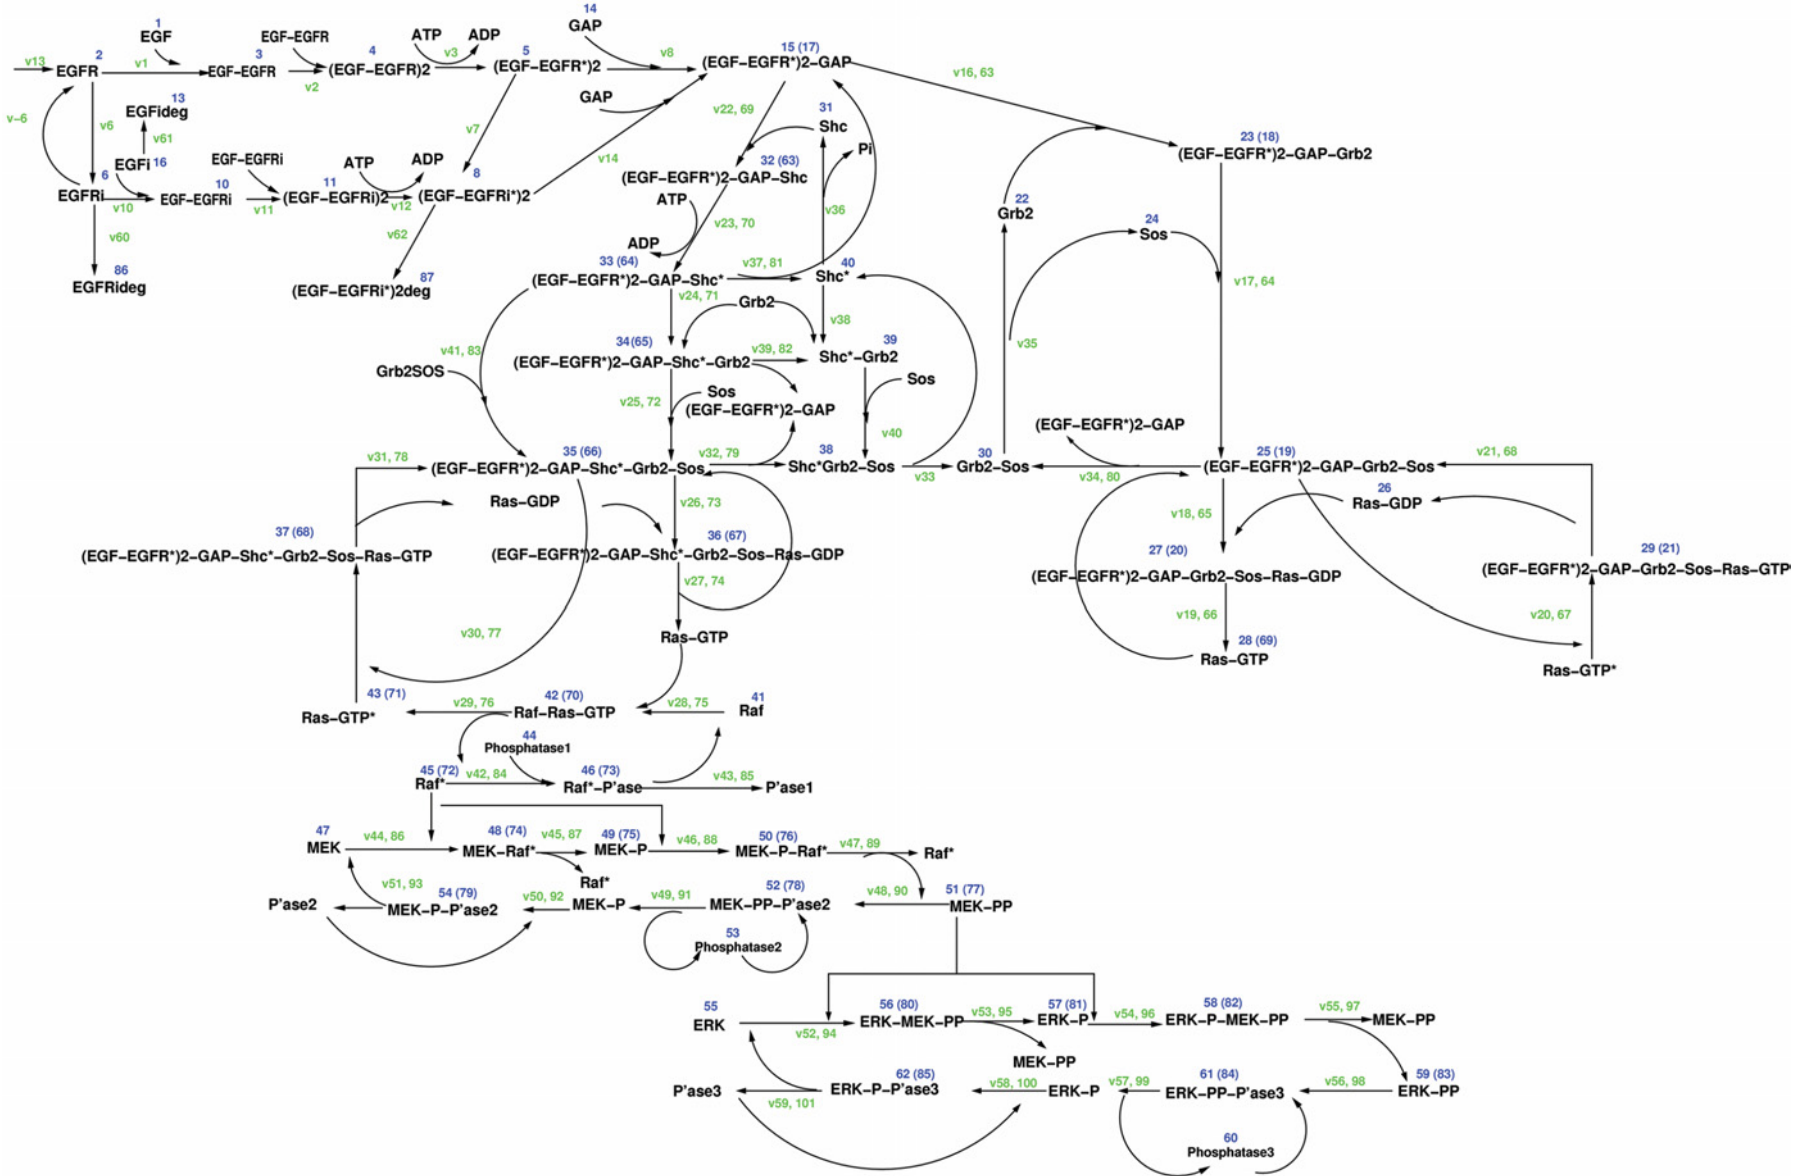 1
EGF
14
GAP
v13
2
EGFR
v1
EGF-EGFR
3
EGF-EGFR
v2
4
(EGF-EGFR)2
ATP
ADP
v3
5
(EGF-EGFR*)2
v8
15 (17)
(EGF-EGFR*)2-GAP
v16, 63
GAP
v-6
v6
13
EGFideg
v61
EGFi 16
6
EGFRi
v10
10
EGF-EGFRi
EGF-EGFRi
v11
11
(EGF-EGFRi)2
ATP
ADP
v12
v7
8
(EGF-EGFRi*)2
v14
v60
86
EGFRideg
v62
87
(EGF-EGFRi*)2deg
v22, 69
31
Shc
Pi
32 (63)
(EGF-EGFR*)2-GAP-Shc
ATP
v23, 70
ADP
v36
33 (64)
(EGF-EGFR*)2-GAP-Shc*
v37, 81
40
Shc*
v24, 71
Grb2
v38
22
Grb2
24
Sos
23 (18)
(EGF-EGFR*)2-GAP-Grb2
v17, 64
v35
v41, 83
Grb2SOS
34(65)
(EGF-EGFR*)2-GAP-Shc*-Grb2
v39, 82
39
Shc*-Grb2
Sos
v25, 72
Sos
(EGF-EGFR*)2-GAP
v40
(EGF-EGFR*)2-GAP
v31, 78
35 (66)
(EGF-EGFR*)2-GAP-Shc*-Grb2-Sos
v32, 79
38
Shc*Grb2-Sos
v33
30
Grb2-Sos
v34, 80
25 (19)
(EGF-EGFR*)2-GAP-Grb2-Sos
v21, 68
Ras-GDP
v26, 73
26
Ras-GDP
v18, 65
37 (68)
(EGF-EGFR*)2-GAP-Shc*-Grb2-Sos-Ras-GTP
36 (67)
(EGF-EGFR*)2-GAP-Shc*-Grb2-Sos-Ras-GDP
v27, 74
27 (20)
(EGF-EGFR*)2-GAP-Grb2-Sos-Ras-GDP
29 (21)
(EGF-EGFR*)2-GAP-Grb2-Sos-Ras-GTP
v19, 66
v20, 67
v30, 77
Ras-GTP
28 (69)
Ras-GTP
Ras-GTP*
43 (71)
Ras-GTP*
v29, 76
42 (70)
Raf-Ras-GTP
v28, 75
41
Raf
44
Phosphatase1
45 (72)
Raf*
v42, 84
46 (73)
Raf*-P'ase
v43, 85
P'ase1
47
MEK
v44, 86
48 (74)
MEK-Raf*
v45, 87
49 (75)
MEK-P
v46, 88
50 (76)
MEK-P-Raf*
v47, 89
Raf*
Raf*
P'ase2
v51, 93
54 (79)
MEK-P-P'ase2
v50, 92
MEK-P
v49, 91
52 (78)
MEK-PP-P'ase2
v48, 90
51 (77)
MEK-PP
53
Phosphatase2
55
ERK
v52, 94
56 (80)
ERK-MEK-PP
v53, 95
57 (81)
ERK-P
v54, 96
58 (82)
ERK-P-MEK-PP
v55, 97
MEK-PP
MEK-PP
P'ase3
v59, 101
62 (85)
ERK-P-P'ase3
v58, 100
ERK-P
v57, 99
61 (84)
ERK-PP-P'ase3
v56, 98
59 (83)
ERK-PP
60
Phosphatase3